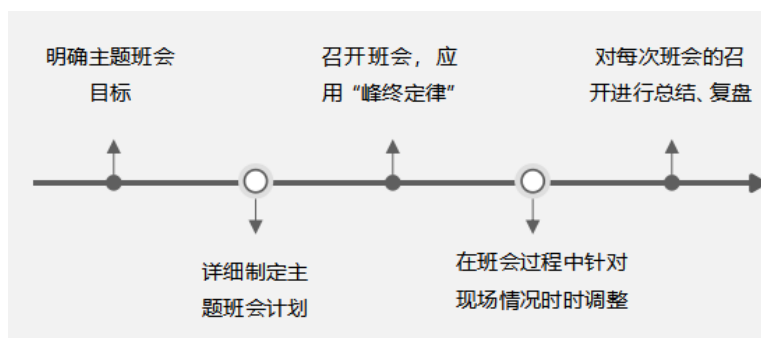 明确主题班会
目标
详细制定主
题班会计划
召开班会，应
用“峰终定律”
在班会过程中针对
现场情况时时调整
对每次班会的召
开进行总结、复盘